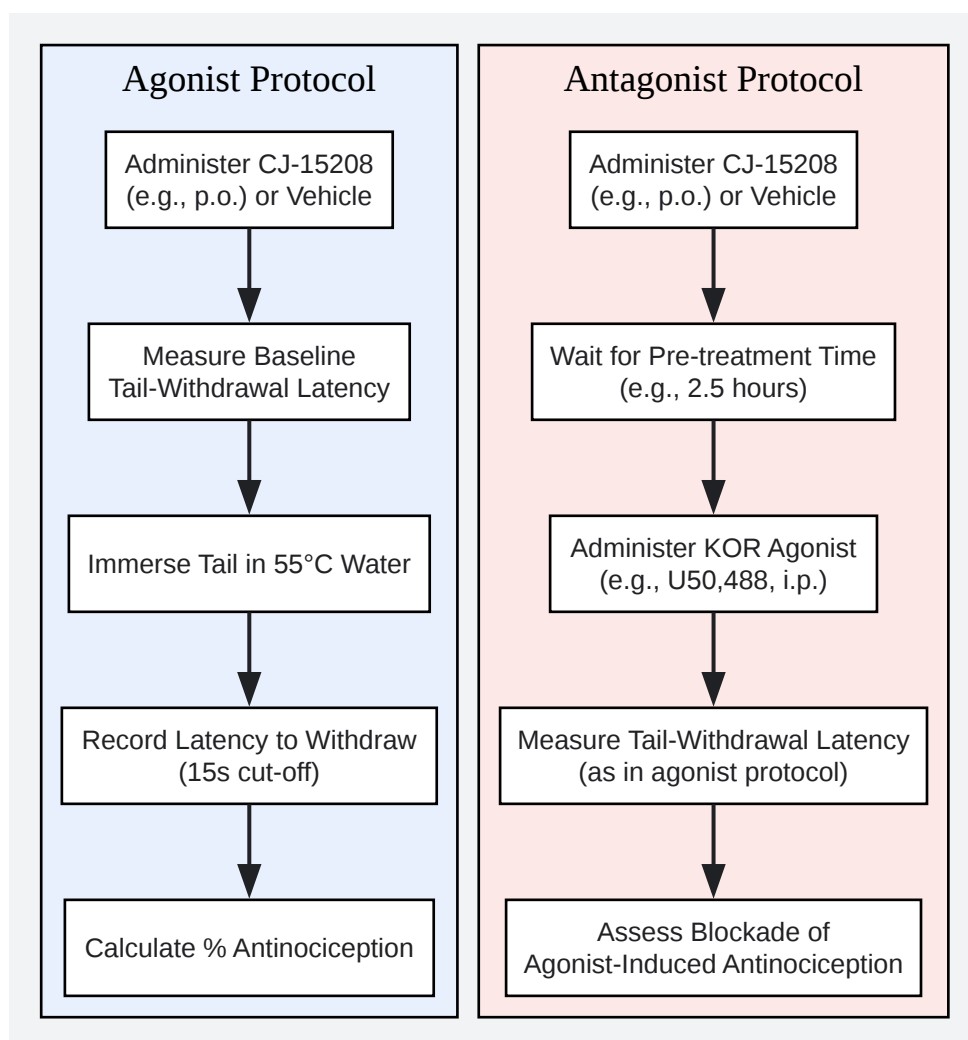 Agonist Protocol
Administer CJ-15208
(e.g., p.o.) or Vehicle
Measure Baseline
Tail-Withdrawal Latency
Immerse Tail in 55°C Water
Record Latency to Withdraw
(15s cut-off)
Calculate % Antinociception
Antagonist Protocol
Administer CJ-15208
(e.g., p.o.) or Vehicle
Wait for Pre-treatment Time
(e.g., 2.5 hours)
Administer KOR Agonist
(e.g., U50,488, i.p.)
Measure Tail-Withdrawal Latency
(as in agonist protocol)
Assess Blockade of
Agonist-Induced Antinociception